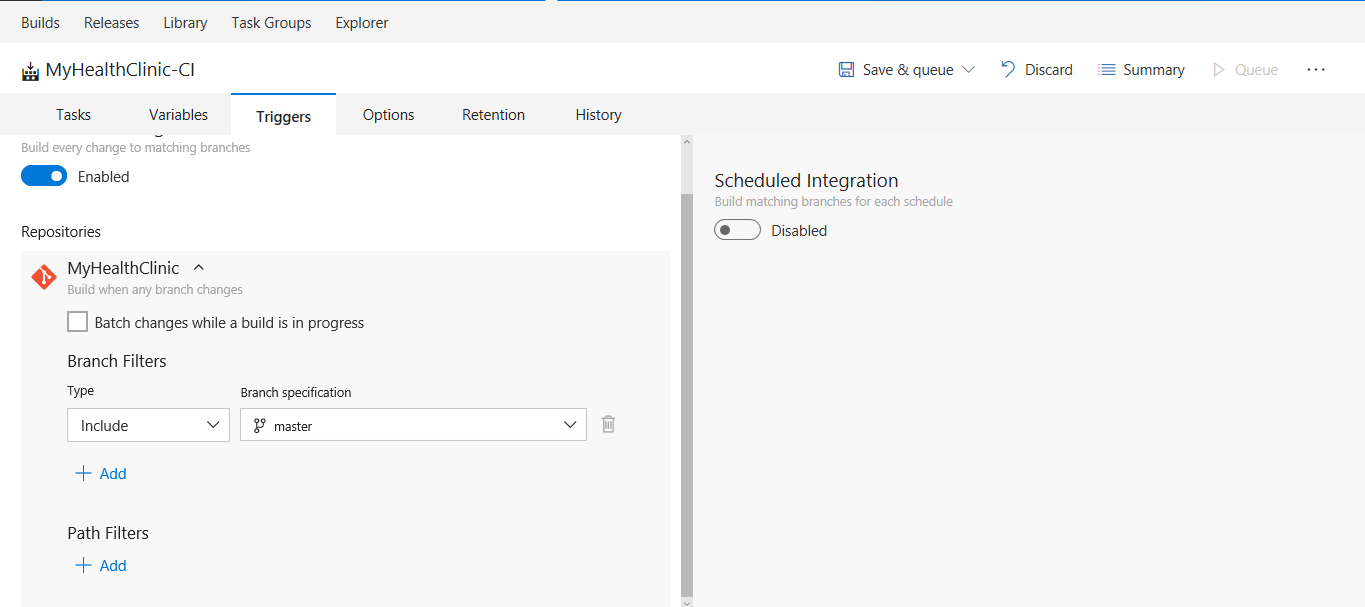 Builds Releases Library Task Groups Explorer
MyHealthClinic-CI Save & queue Discard Summary Queue ...
Tasks Variables Triggers Options Retention History
Build every change to matching branches
Enabled
Repositories
MyHealthClinic
Build when any branch changes
Batch changes while a build is in progress
Branch Filters
Type Branch specification
Include master
+ Add
Path Filters
+ Add
Scheduled Integration
Build matching branches for each schedule
Disabled